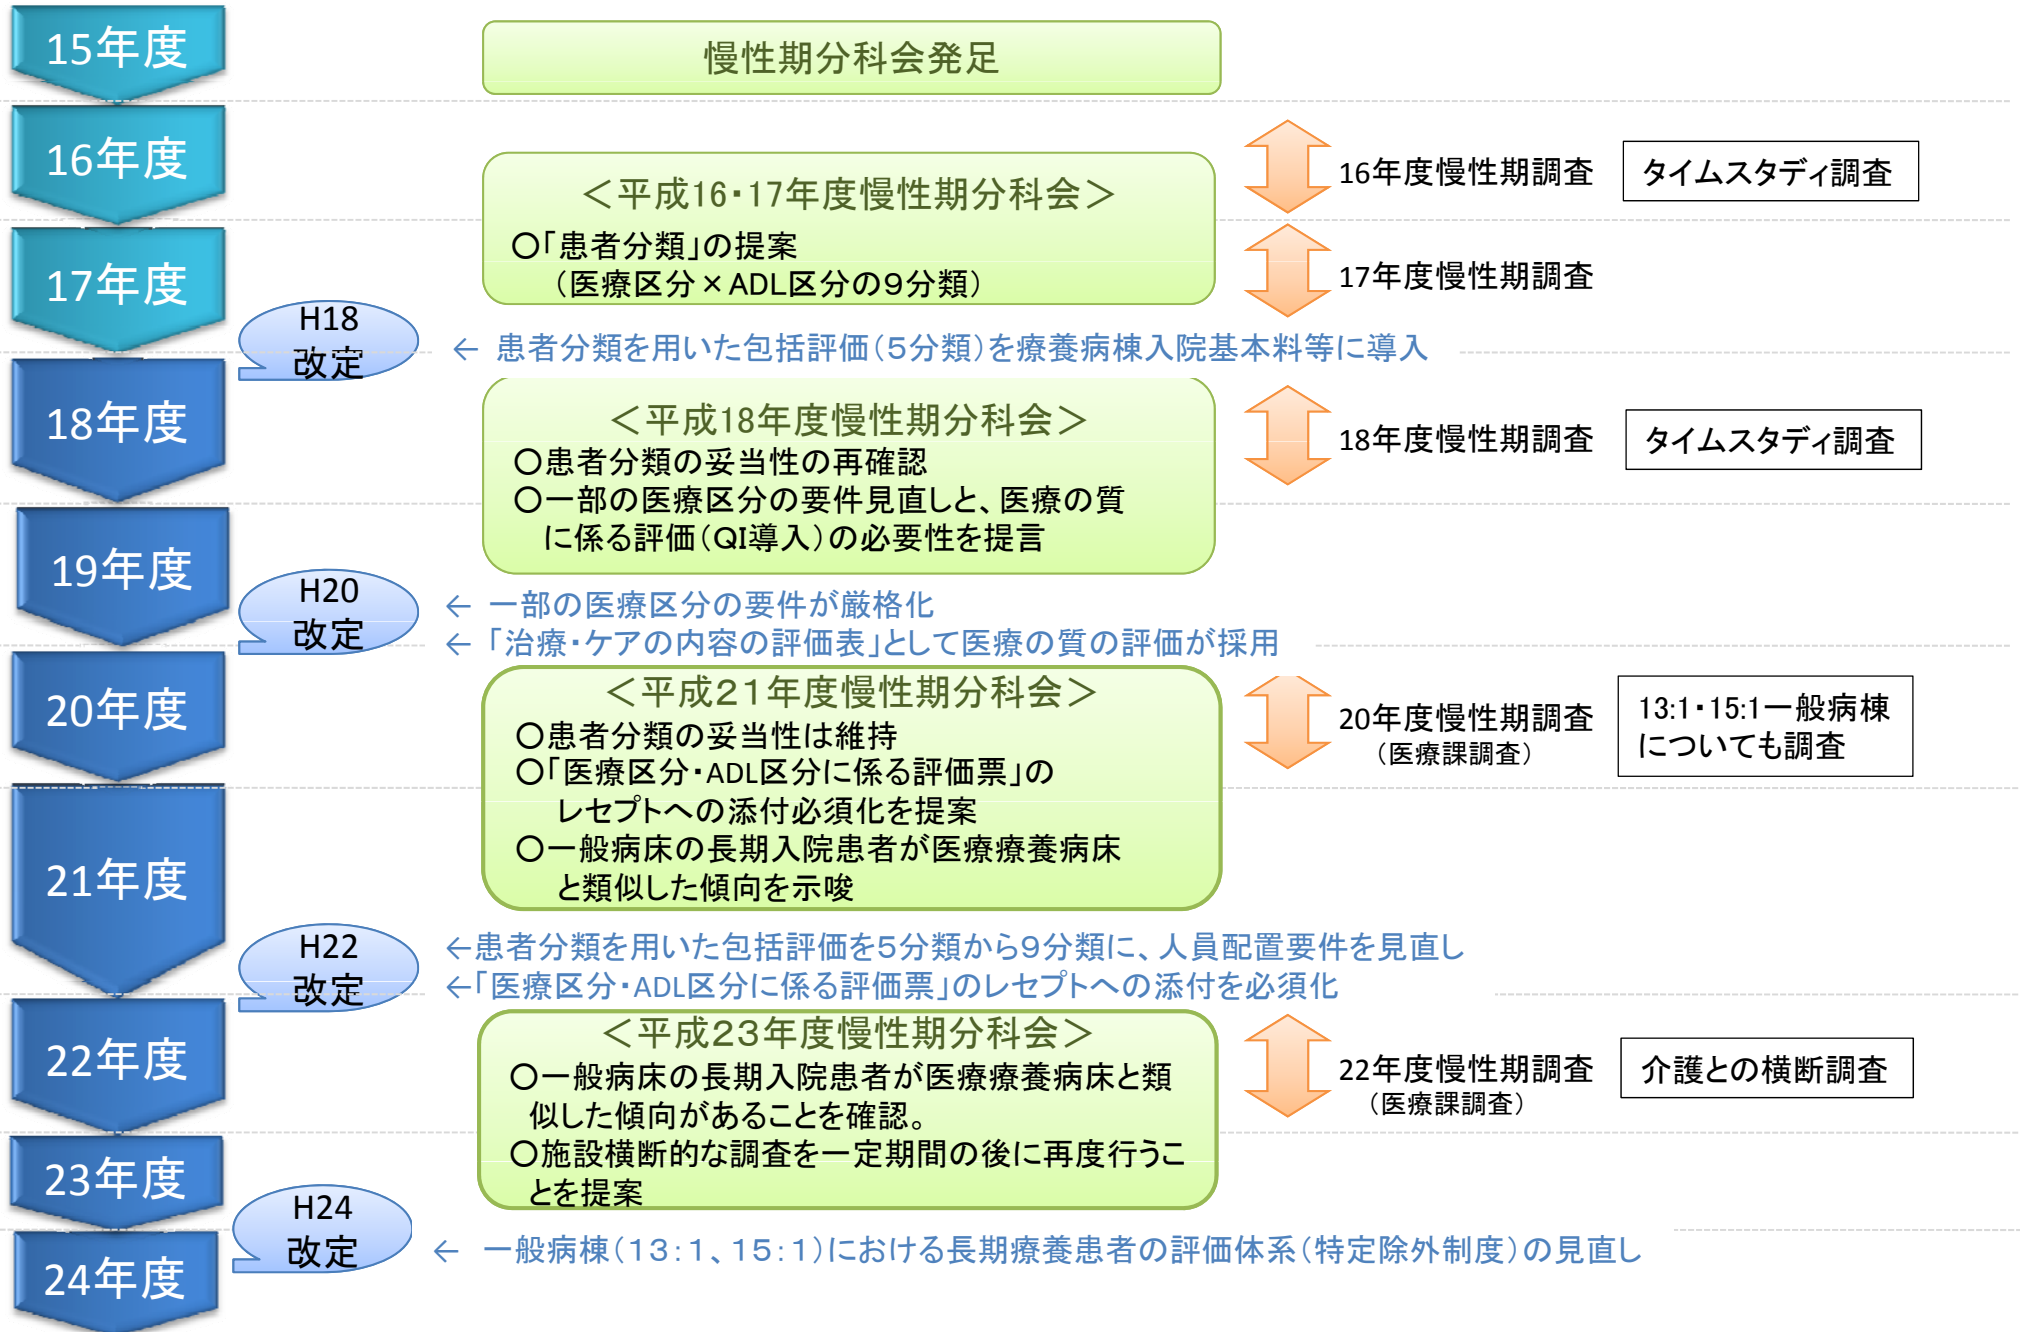 15年度
慢性期分科会発足
16年度
16年度慢性期調査
タイムスタディ調査
＜平成16・17年度慢性期分科会＞
○「患者分類」の提案
（医療区分×ADL区分の９分類）
17年度
17年度慢性期調査
H18
改定
← 患者分類を用いた包括評価（５分類）を療養病棟入院基本料等に導入
18年度
＜平成18年度慢性期分科会＞
○患者分類の妥当性の再確認
○一部の医療区分の要件見直しと、医療の質
に係る評価（QI導入）の必要性を提言
18年度慢性期調査
タイムスタディ調査
19年度
H20
改定
← 一部の医療区分の要件が厳格化
←「治療・ケアの内容の評価表」として医療の質の評価が採用
20年度
＜平成２１年度慢性期分科会＞
○患者分類の妥当性は維持
○「医療区分・ADL区分に係る評価票」の
レセプトへの添付必須化を提案
○一般病床の長期入院患者が医療療養病床
と類似した傾向を示唆
20年度慢性期調査
（医療課調査）
13:1・15:1一般病棟
についても調査
21年度
H22
改定
←患者分類を用いた包括評価を５分類から９分類に、人員配置要件を見直し
←「医療区分・ADL区分に係る評価票」のレセプトへの添付を必須化
22年度
＜平成２３年度慢性期分科会＞
○一般病床の長期入院患者が医療療養病床と類
似した傾向があることを確認。
○施設横断的な調査を一定期間の後に再度行うこ
とを提案
22年度慢性期調査
（医療課調査）
介護との横断調査
23年度
H24
改定
← 一般病棟（１３：１、１５：１）における長期療養患者の評価体系（特定除外制度）の見直し
24年度